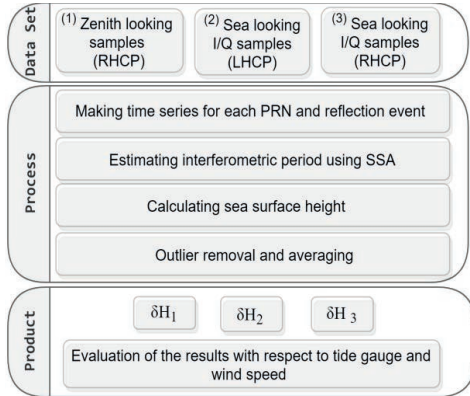 Data Set
(1) Zenith looking
samples
(RHCP)
(2) Sea looking
I/Q samples
(LHCP)
(3) Sea looking
I/Q samples
(RHCP)
Process
Making time series for each PRN and reflection event
Estimating interferometric period using SSA
Calculating sea surface height
Outlier removal and averaging
Product
δH1
δH2
δH 3
Evaluation of the results with respect to tide gauge and
wind speed